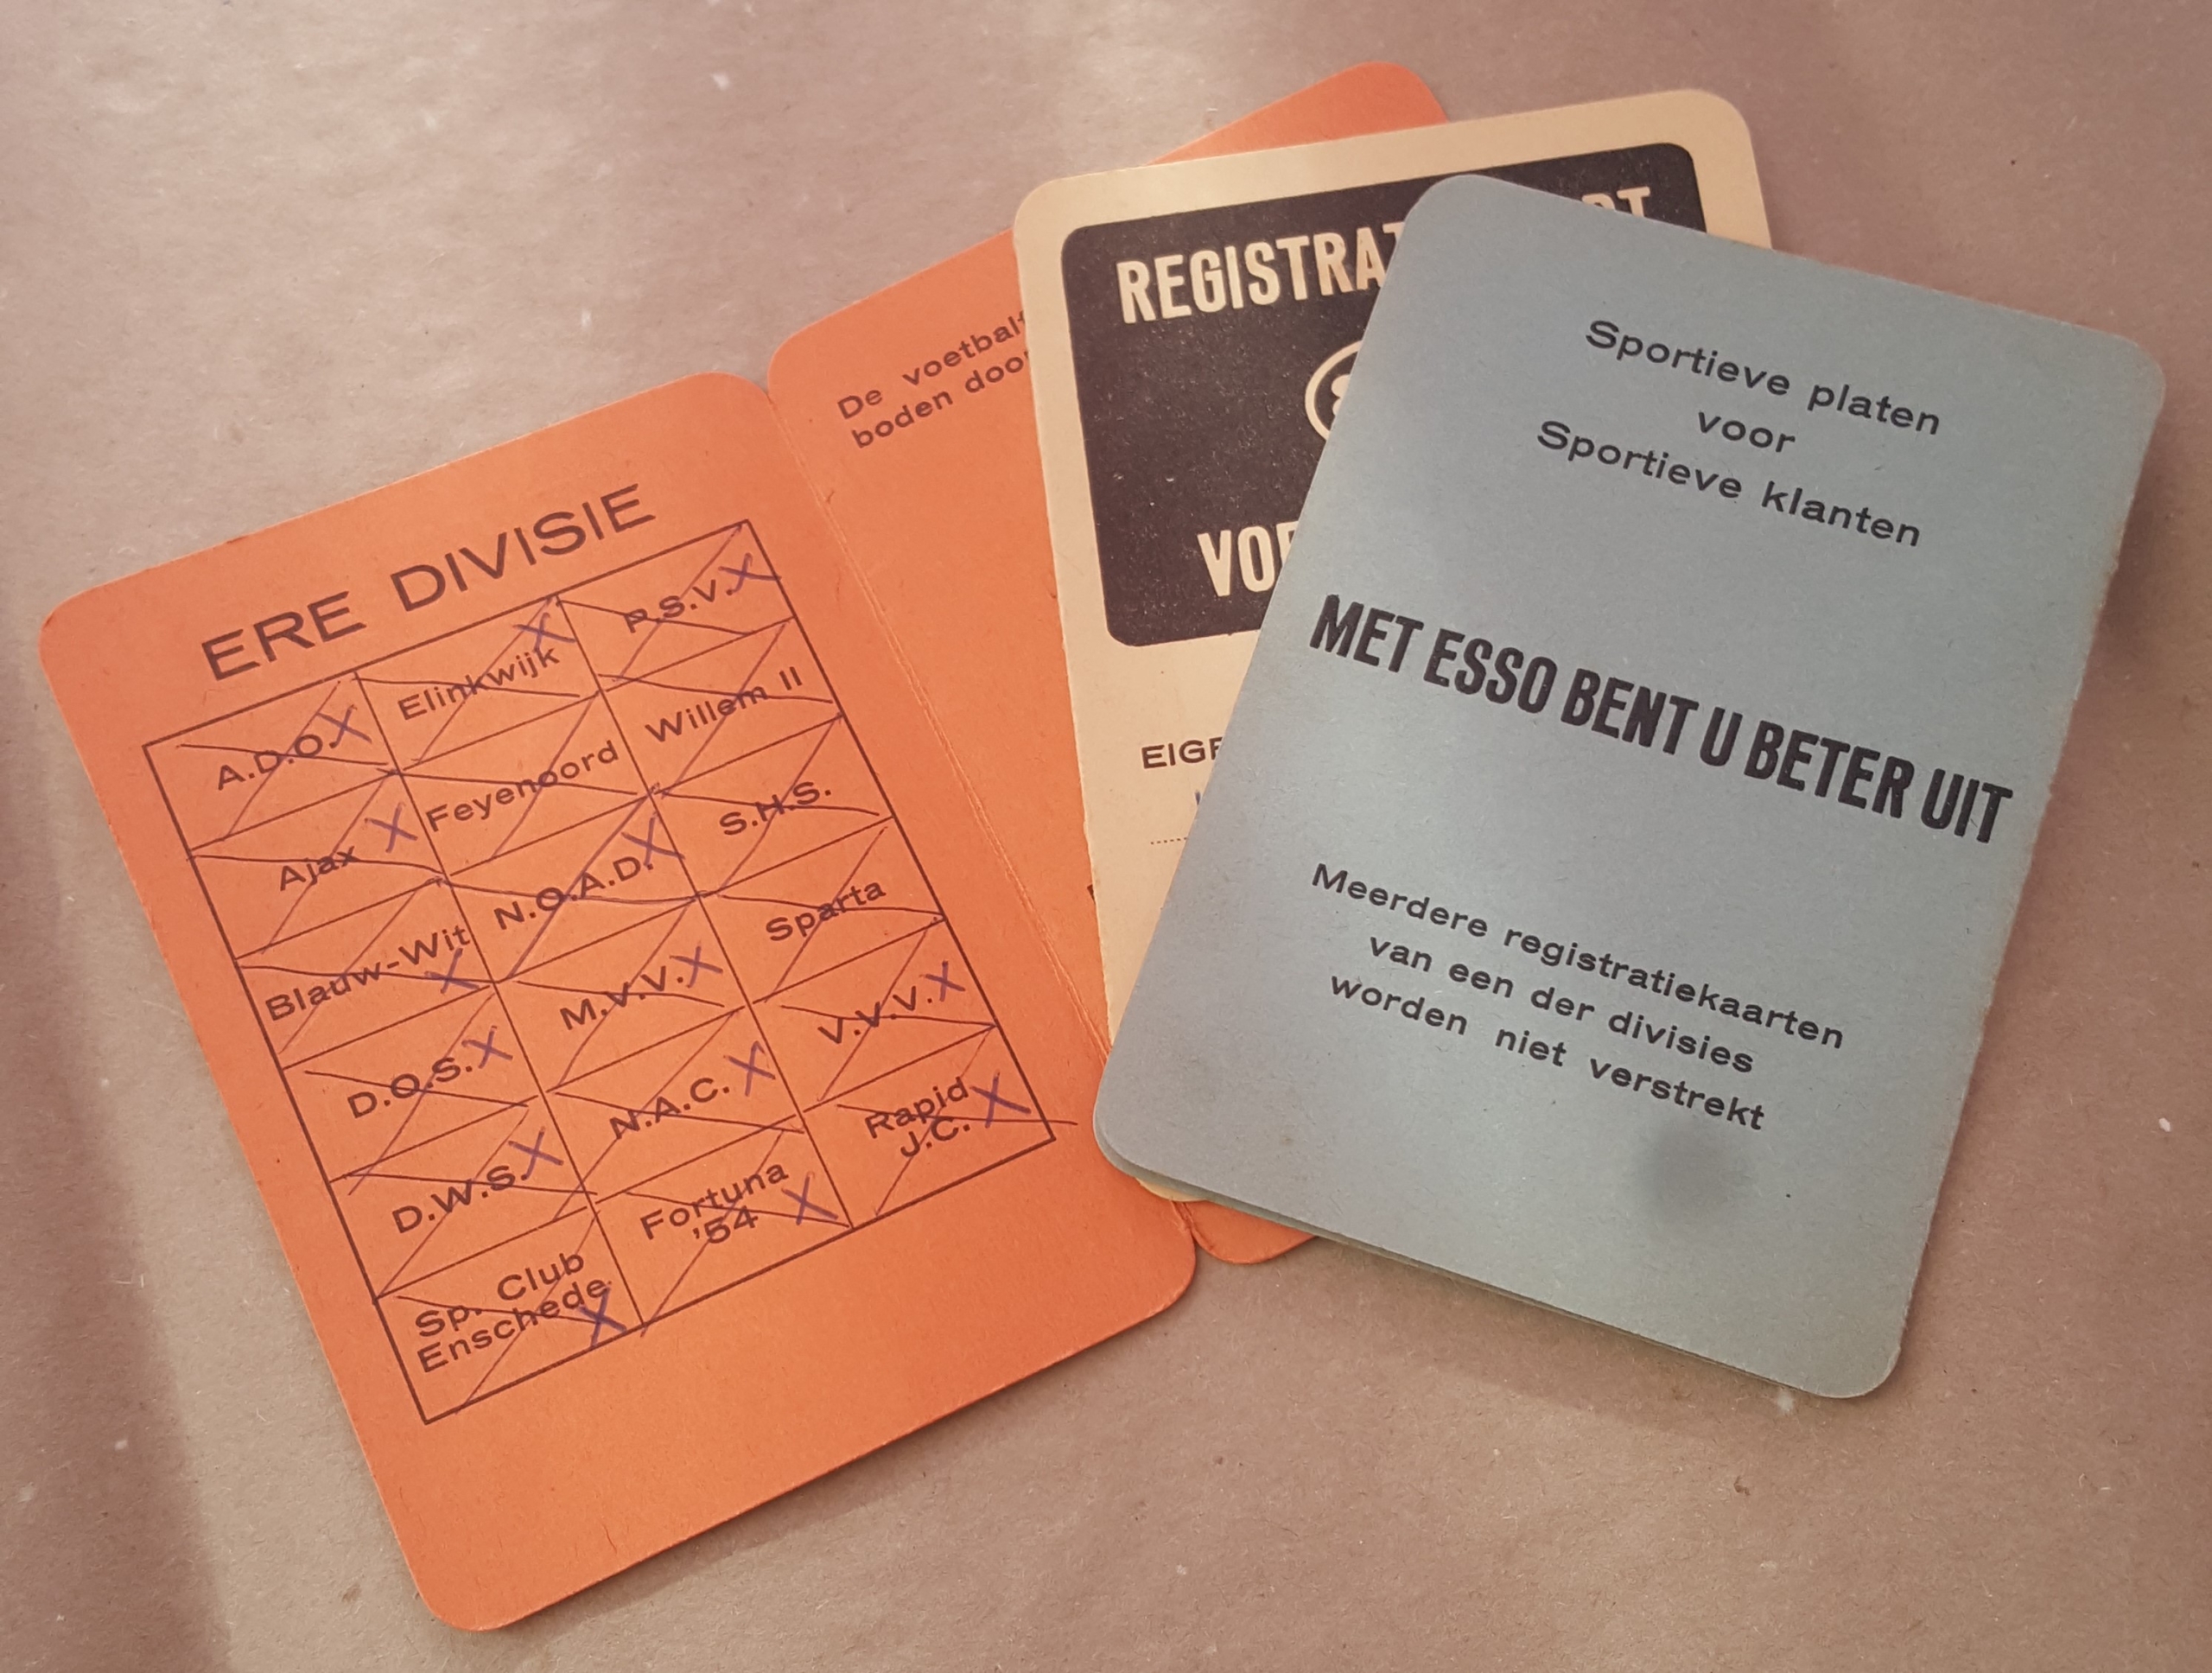 ERE DIVISIE
A.D.O. X
Elinkwijk X
P.S.V. X
Ajax X
Feyenoord
Willem II
Blauw-Wit X
N.O.A.D. X
S.H.S.
D.O.S. X
M.V.V. X
Sparta
D.W.S. X
N.A.C. X
V.V.V. X
Sp. Club
Enschede X
Fortuna
'54 X
Rapid
J.C. X
De voetbal
boden door
REGISTRAT
VOE
EIGE
Sportieve platen
voor
Sportieve klanten
MET ESSO BENT U BETER UIT
Meerdere registratiekaarten
van een der divisies
worden niet verstrekt